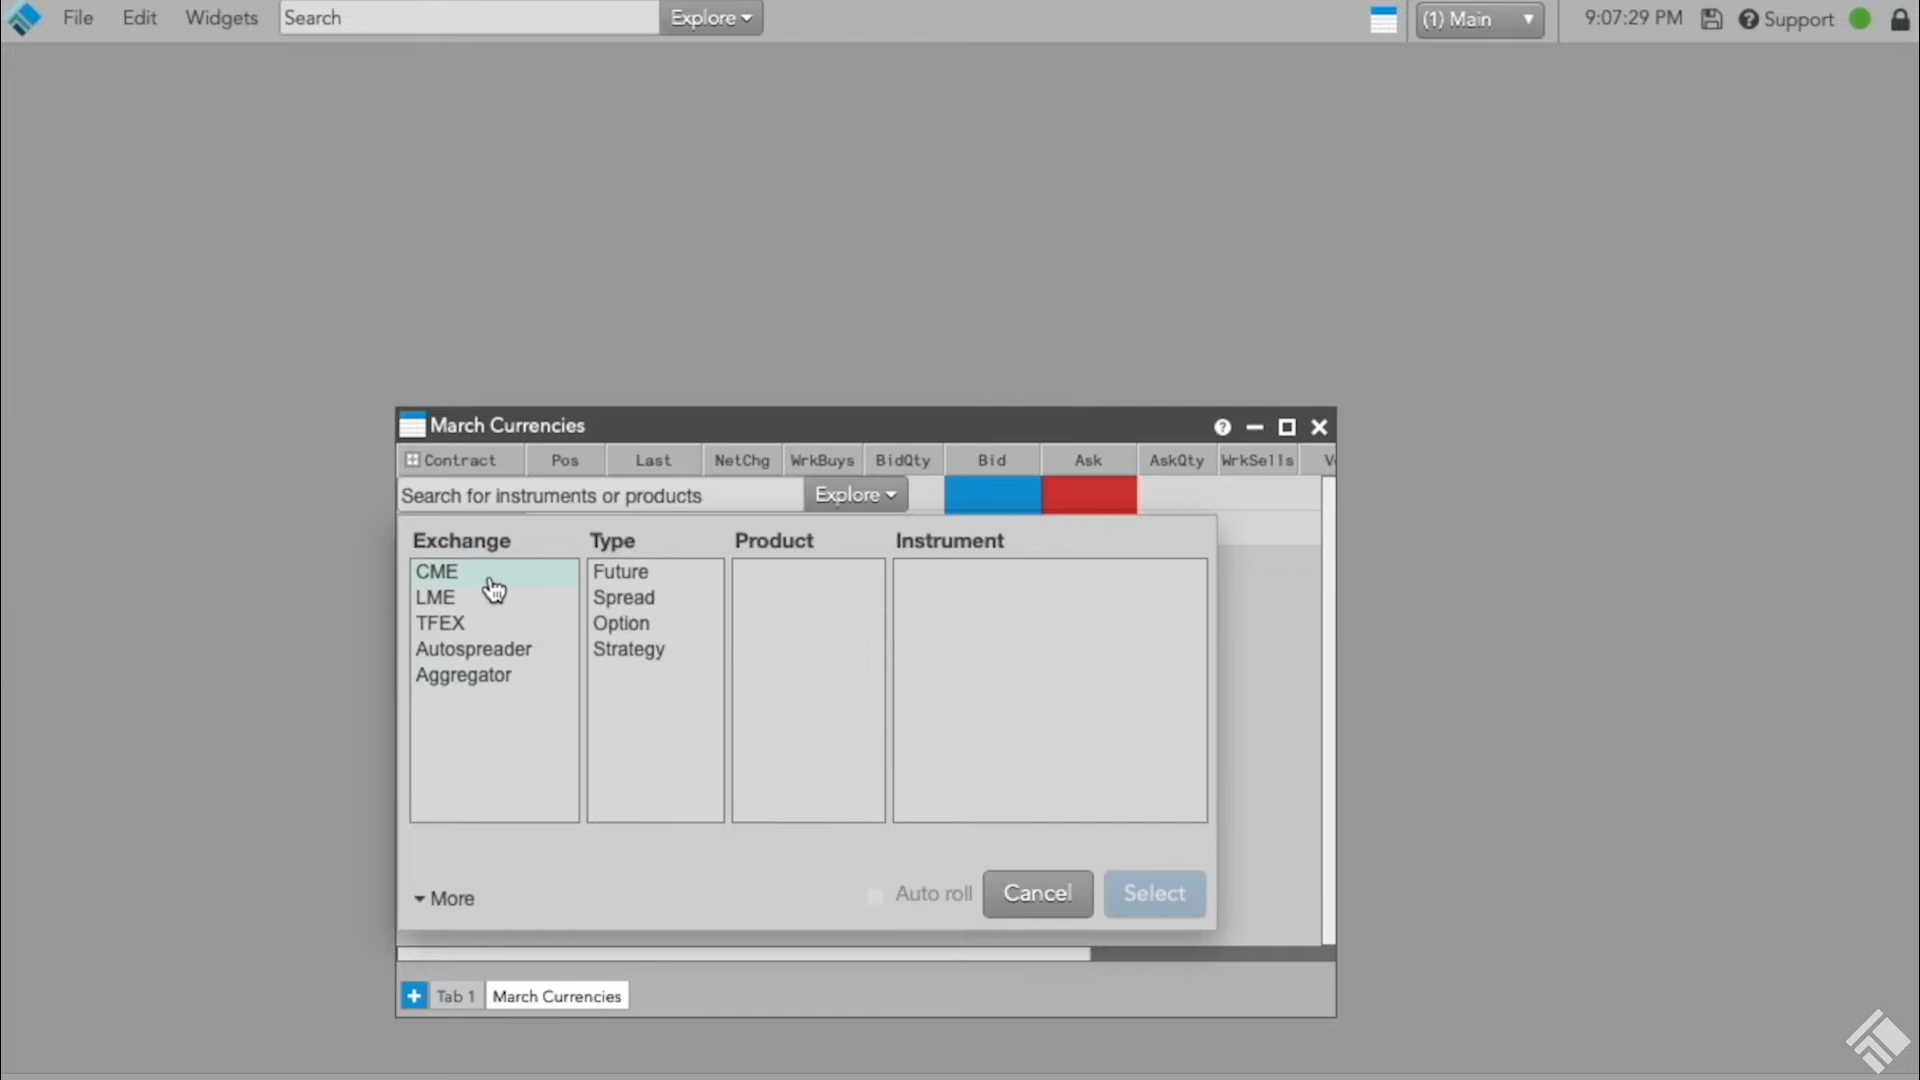 File Edit Widgets Search Explore (1) Main 9:07:29 PM Support
March Currencies
Contract Pos Last NetChg WrkBuys BidQty Bid Ask AskQty WrkSells
Search for instruments or products Explore
Exchange Type Product Instrument
CME Future
LME Spread
TFEX Option
Autospreader Strategy
Aggregator
More Auto roll Cancel Select
Tab 1 March Currencies